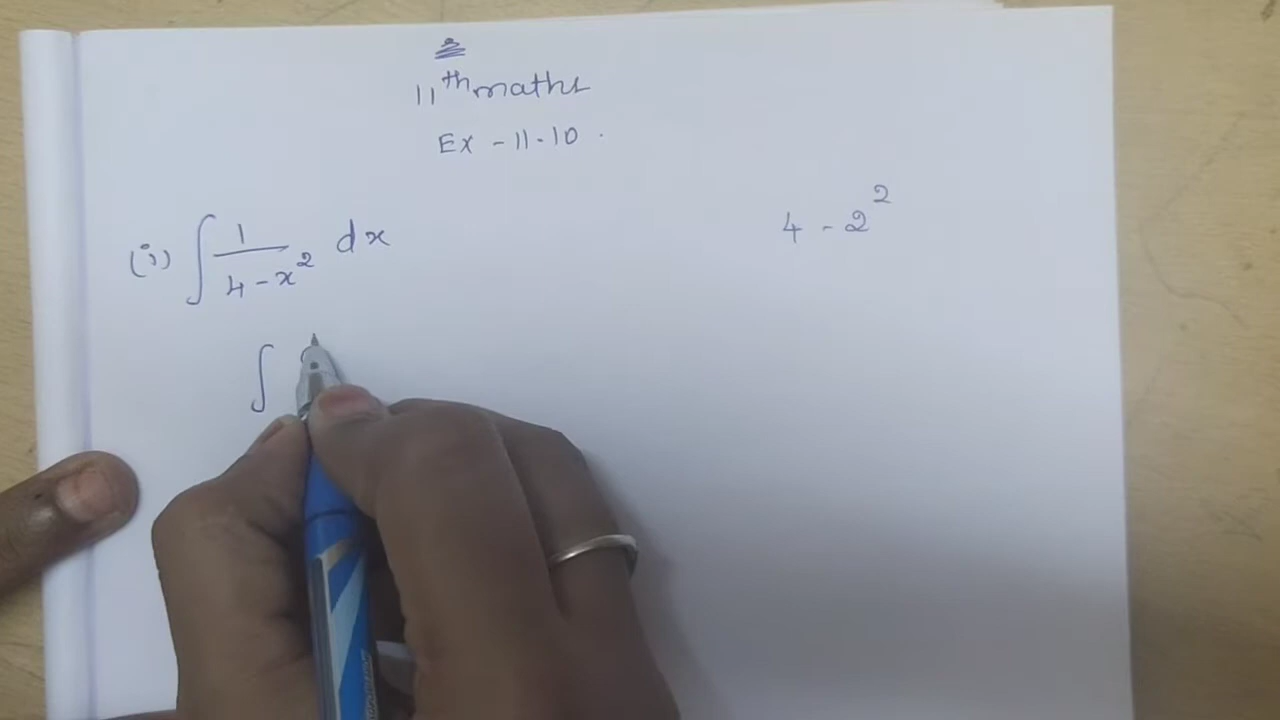 11th maths
Ex - 11.10.
(i) ∫ 1/(4 - x²) dx
4 - 2²
∫